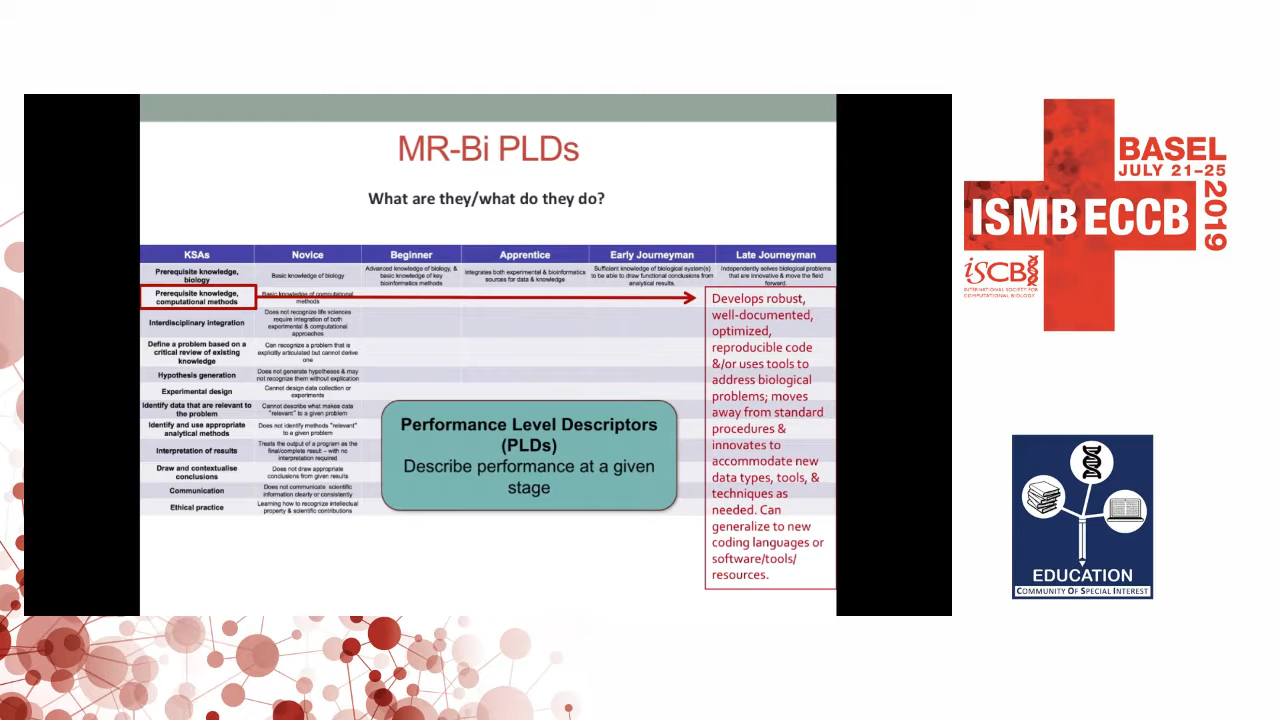 MR-Bi PLDs
What are they/what do they do?
KSAs Novice Beginner Apprentice Early Journeyman Late Journeyman
Prerequisite knowledge,
biology
Basic knowledge of biology
Advanced knowledge of biology, &
basic knowledge of key
bioinformatics methods
Integrates both experimental & bioinformatics
sources for data & knowledge
Sufficient knowledge of biological system(s)
to be able to draw functional conclusions from
analytical results.
Independently solves biological problems
that are innovative & move the field
forward.
Prerequisite knowledge,
computational methods
Basic knowledge of computational
methods
Interdisciplinary integration
Does not recognize life sciences
require integration of both
experimental & computational
approaches
Define a problem based on a
critical review of existing
knowledge
Can recognize a problem that is
explicitly articulated but cannot derive
one
Hypothesis generation
Does not generate hypotheses & may
not recognize them without explication
Experimental design
Cannot design data collection or
experiments
Identify data that are relevant to
the problem
Cannot describe what makes data
"relevant" to a given problem
Identify and use appropriate
analytical methods
Does not identify methods "relevant"
to a given problem
Interpretation of results
Treats the output of a program as the
final/complete result – with no
interpretation required
Draw and contextualise
conclusions
Does not draw appropriate
conclusions from given results
Communication
Does not communicate scientific
information clearly or consistently
Ethical practice
Learning how to recognize intellectual
property & scientific contributions
Performance Level Descriptors
(PLDs)
Describe performance at a given
stage
Develops robust,
well-documented,
optimized,
reproducible code
&/or uses tools to
address biological
problems; moves
away from standard
procedures &
innovates to
accommodate new
data types, tools, &
techniques as
needed. Can
generalize to new
coding languages or
software/tools/
resources.
BASEL
JULY 21–25
2019
ISMB ECCB
ISCB
INTERNATIONAL SOCIETY FOR
COMPUTATIONAL BIOLOGY
EDUCATION
COMMUNITY OF SPECIAL INTEREST